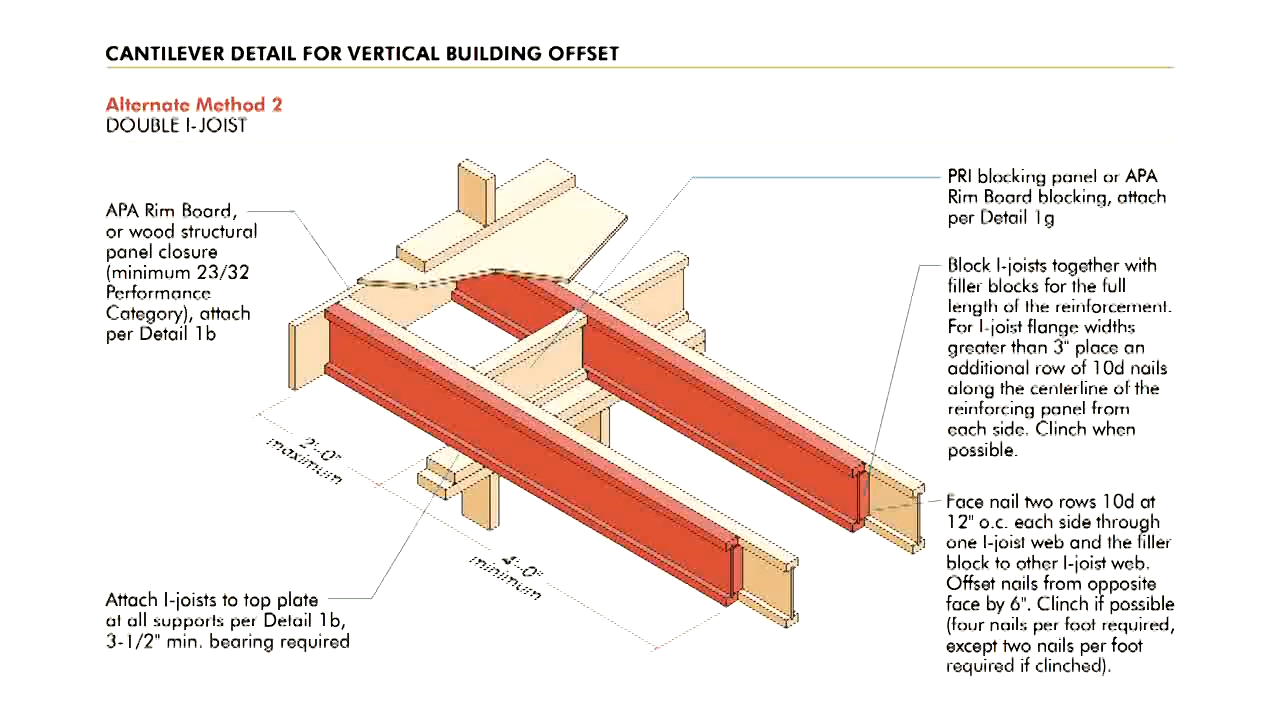 CANTILEVER DETAIL FOR VERTICAL BUILDING OFFSET
Alternate Method 2
DOUBLE I-JOIST
APA Rim Board,
or wood structural
panel closure
(minimum 23/32
Performance
Category), attach
per Detail 1b
PRI blocking panel or APA
Rim Board blocking, attach
per Detail 1g
Block I-joists together with
filler blocks for the full
length of the reinforcement.
For I-joist flange widths
greater than 3" place an
additional row of 10d nails
along the centerline of the
reinforcing panel from
each side. Clinch when
possible.
2'-0"
maximum
4'-0"
minimum
Face nail two rows 10d at
12" o.c. each side through
one I-joist web and the filler
block to other I-joist web.
Offset nails from opposite
face by 6". Clinch if possible
(four nails per foot required,
except two nails per foot
required if clinched).
Attach I-joists to top plate
at all supports per Detail 1b,
3-1/2" min. bearing required